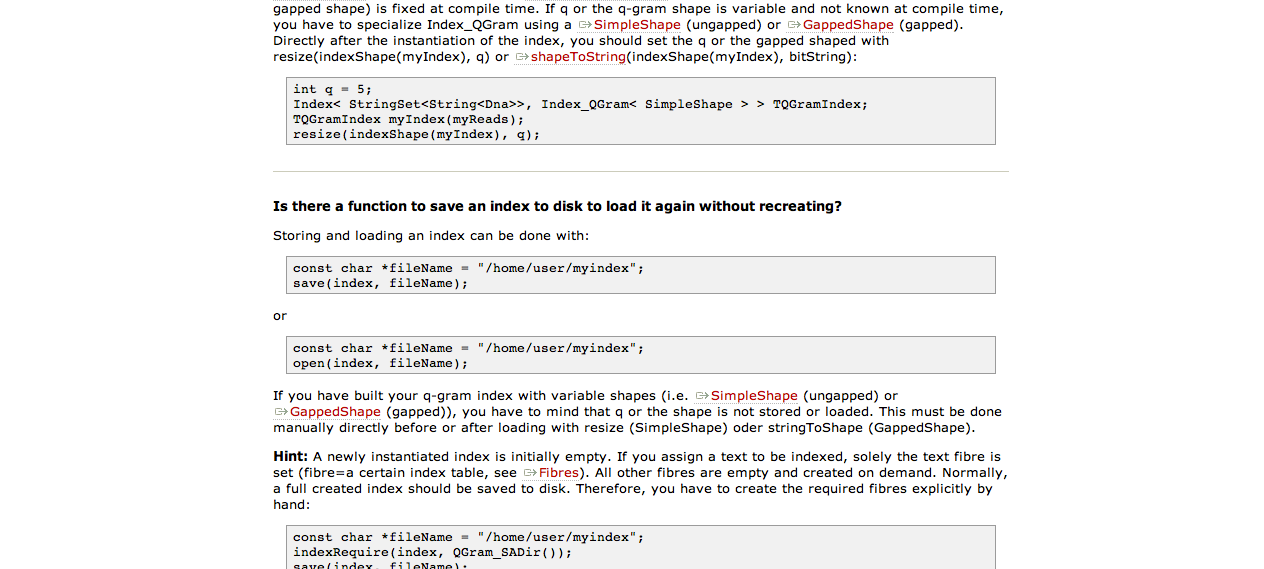 gapped shape) is fixed at compile time. If q or the q-gram shape is variable and not known at compile time,
you have to specialize Index_QGram using a SimpleShape (ungapped) or GappedShape (gapped).
Directly after the instantiation of the index, you should set the q or the gapped shaped with
resize(indexShape(myIndex), q) or shapeToString(indexShape(myIndex), bitString):
int q = 5;
Index< StringSet<String<Dna>>, Index_QGram< SimpleShape > > TQGramIndex;
TQGramIndex myIndex(myReads);
resize(indexShape(myIndex), q);
Is there a function to save an index to disk to load it again without recreating?
Storing and loading an index can be done with:
const char *fileName = "/home/user/myindex";
save(index, fileName);
or
const char *fileName = "/home/user/myindex";
open(index, fileName);
If you have built your q-gram index with variable shapes (i.e. SimpleShape (ungapped) or
GappedShape (gapped)), you have to mind that q or the shape is not stored or loaded. This must be done
manually directly before or after loading with resize (SimpleShape) oder stringToShape (GappedShape).
Hint: A newly instantiated index is initially empty. If you assign a text to be indexed, solely the text fibre is
set (fibre=a certain index table, see Fibres). All other fibres are empty and created on demand. Normally,
a full created index should be saved to disk. Therefore, you have to create the required fibres explicitly by
hand:
const char *fileName = "/home/user/myindex";
indexRequire(index, QGram_SADir());
save(index, fileName);